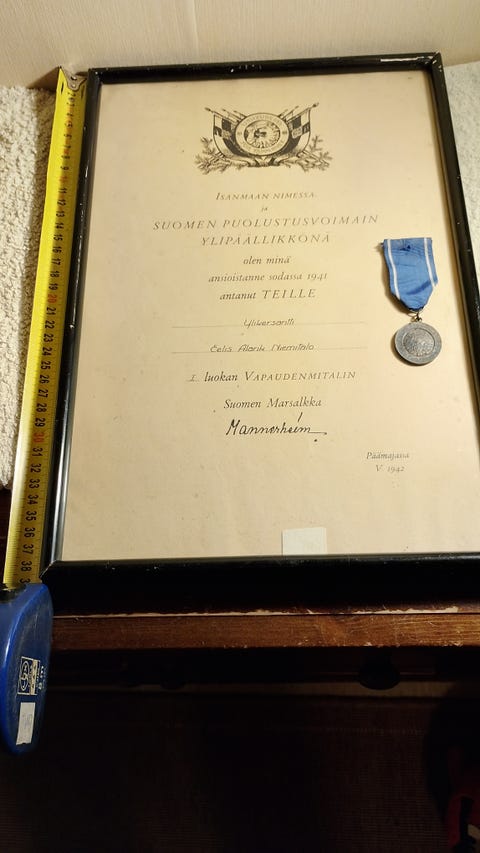 ISANMAAN NIMESSÄ
ja
SUOMEN PUOLUSTUSVOIMAIN
YLIPÄÄLLIKKÖNÄ
olen minä
ansioistanne sodassa 1941
antanut TEILLE
Ylikersantti
Eelis Alarik Niemitalo
I luokan VAPAUDENMITALIN
Suomen Marsalkka
Mannerheim
Päämajassa
V 1942